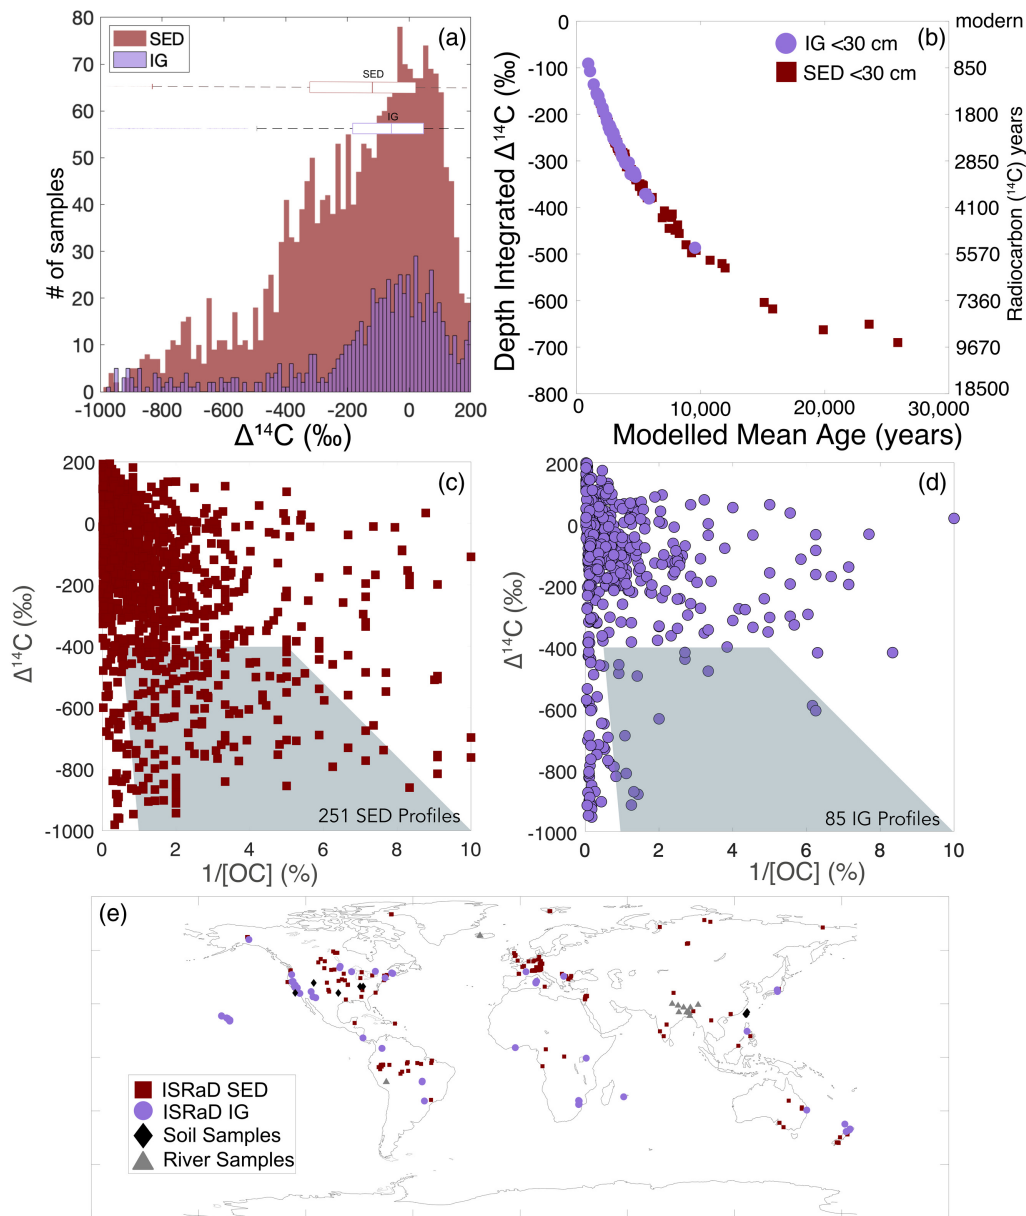 (a)
SED
IG
SED
IG
80
70
60
50
40
30
20
10
0
# of samples
-1000 -800 -600 -400 -200 0 200
Δ¹⁴C (‰)
(b)
IG <30 cm
SED <30 cm
0
-100
-200
-300
-400
-500
-600
-700
-800
Depth Integrated Δ¹⁴C (‰)
modern
850
1800
2850
4100
5570
7360
9670
18500
Radiocarbon (¹⁴C) years
0 10,000 20,000 30,000
Modelled Mean Age (years)
(c)
200
0
-200
-400
-600
-800
-1000
Δ¹⁴C (‰)
251 SED Profiles
0 2 4 6 8 10
1/[OC] (%)
(d)
200
0
-200
-400
-600
-800
-1000
Δ¹⁴C (‰)
85 IG Profiles
0 2 4 6 8 10
1/[OC] (%)
(e)
ISRaD SED
ISRaD IG
Soil Samples
River Samples